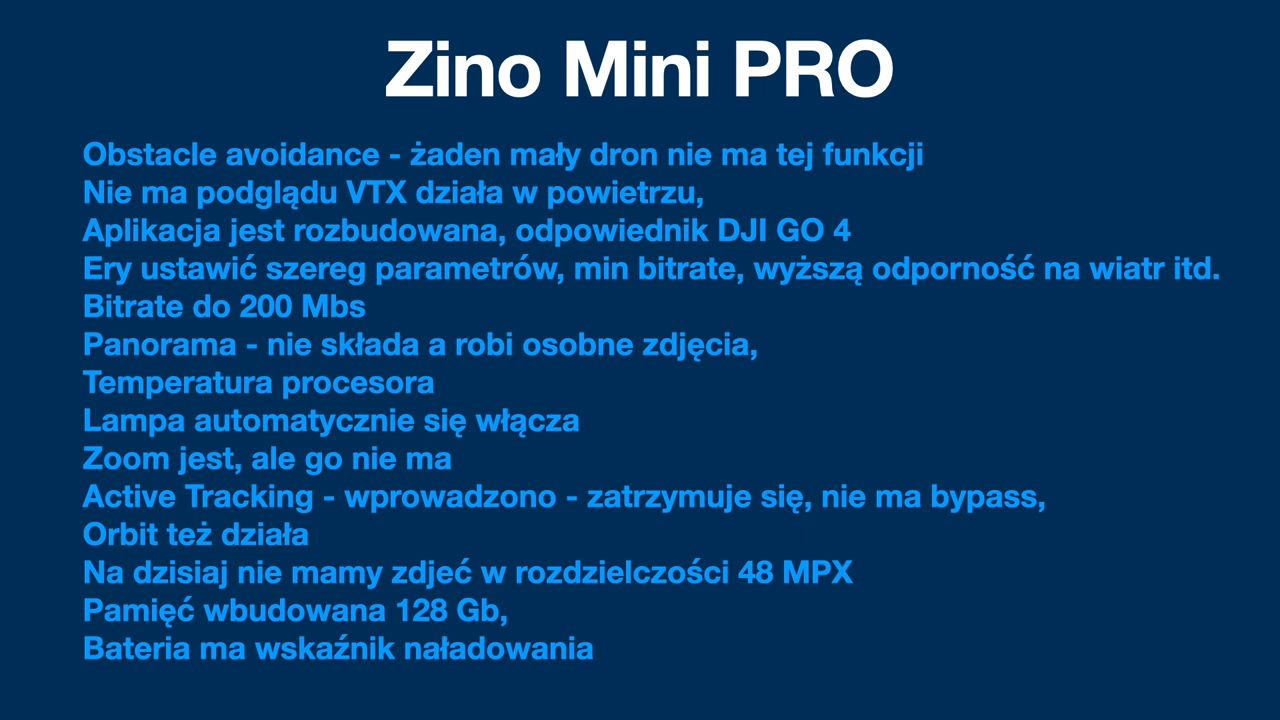 Zino Mini PRO
Obstacle avoidance - żaden mały dron nie ma tej funkcji
Nie ma podglądu VTX działa w powietrzu,
Aplikacja jest rozbudowana, odpowiednik DJI GO 4
Ery ustawić szereg parametrów, min bitrate, wyższą odporność na wiatr itd.
Bitrate do 200 Mbs
Panorama - nie składa a robi osobne zdjęcia,
Temperatura procesora
Lampa automatycznie się włącza
Zoom jest, ale go nie ma
Active Tracking - wprowadzono - zatrzymuje się, nie ma bypass,
Orbit też działa
Na dzisiaj nie mamy zdjeć w rozdzielczości 48 MPX
Pamięć wbudowana 128 Gb,
Bateria ma wskaźnik naładowania